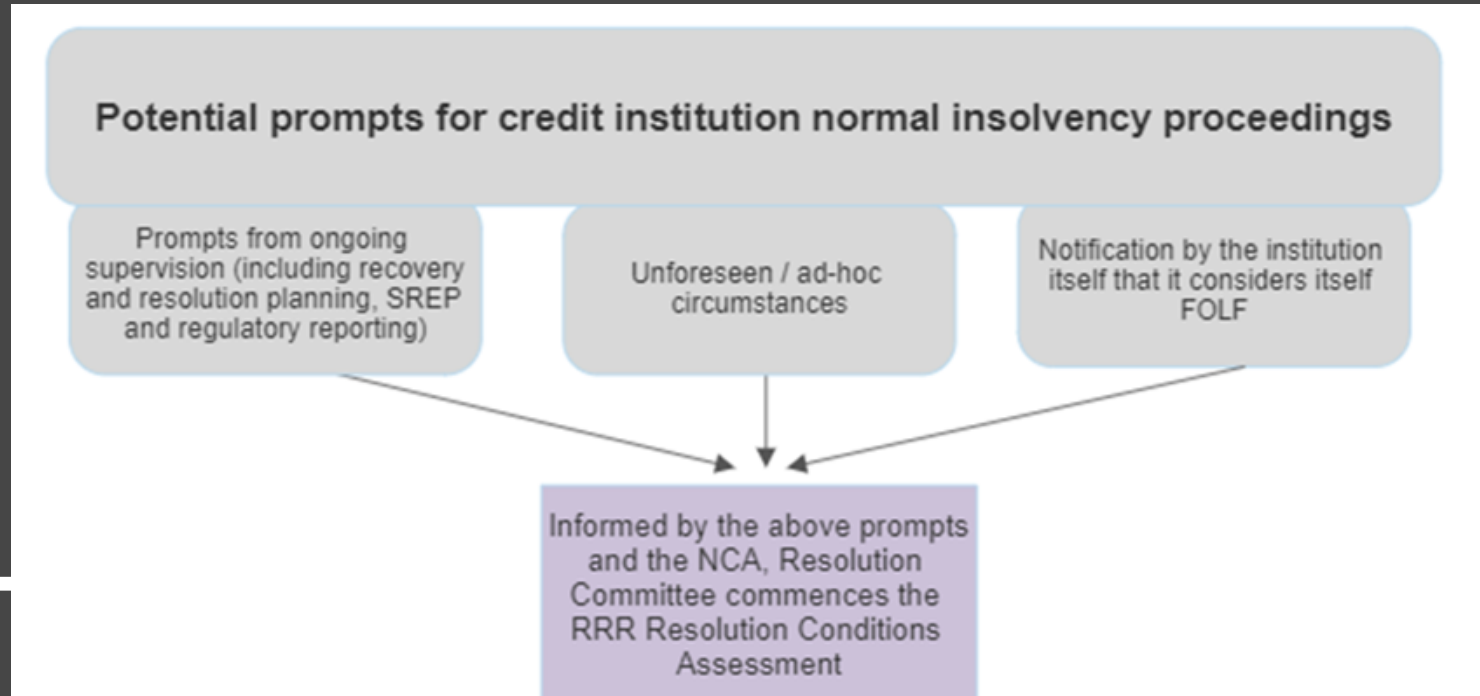 Potential prompts for credit institution normal insolvency proceedings
Prompts from ongoing
supervision (including recovery
and resolution planning, SREP
and regulatory reporting)
Unforeseen / ad-hoc
circumstances
Notification by the institution
itself that it considers itself
FOLF
Informed by the above prompts
and the NCA, Resolution
Committee commences the
RRR Resolution Conditions
Assessment